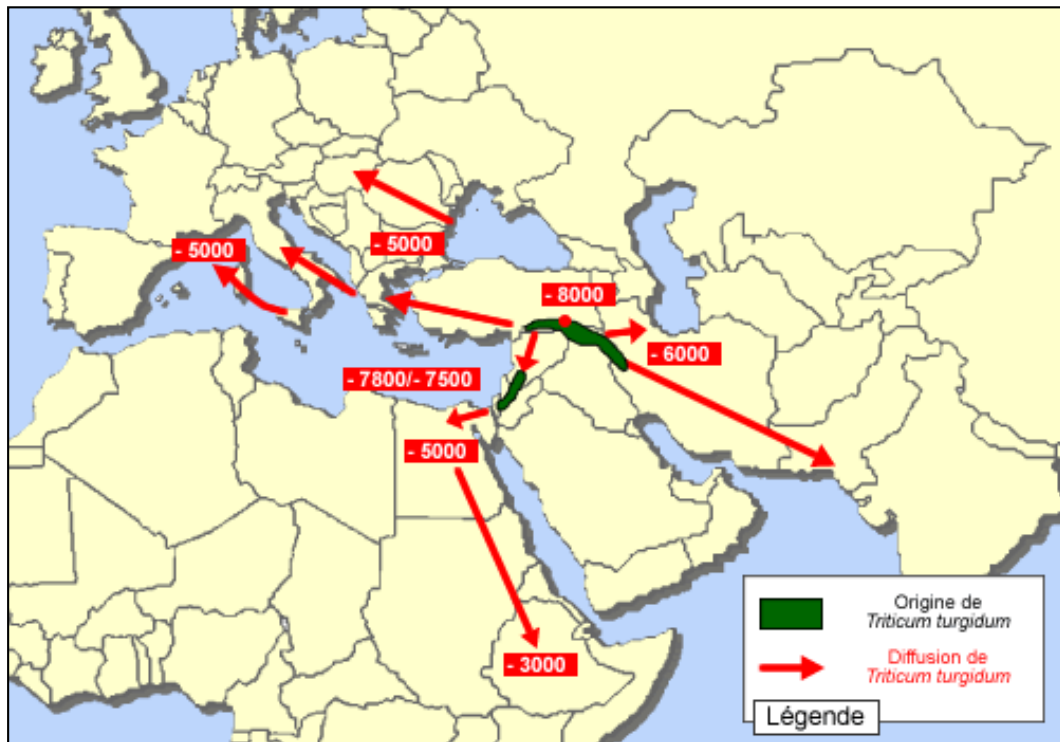 - 5000
- 5000
- 8000
- 6000
- 7800/- 7500
- 5000
- 3000
Origine de
Triticum turgidum
Diffusion de
Triticum turgidum
Légende